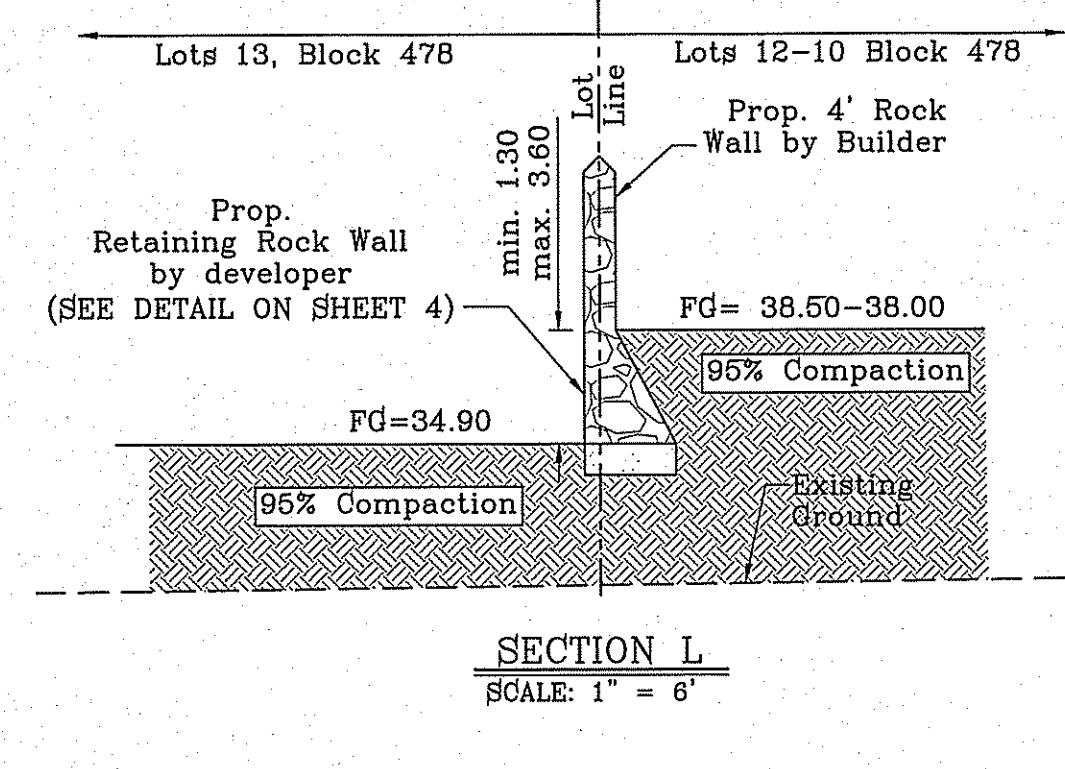 Lots 13, Block 478
Lots 12-10 Block 478
Lot
Line
Prop. 4' Rock
Wall by Builder
min. 1.30
max. 3.60
Prop.
Retaining Rock Wall
by developer
(SEE DETAIL ON SHEET 4)
FG= 38.50-38.00
95% Compaction
FG=34.90
95% Compaction
Existing
Ground
SECTION L
SCALE: 1" = 6'